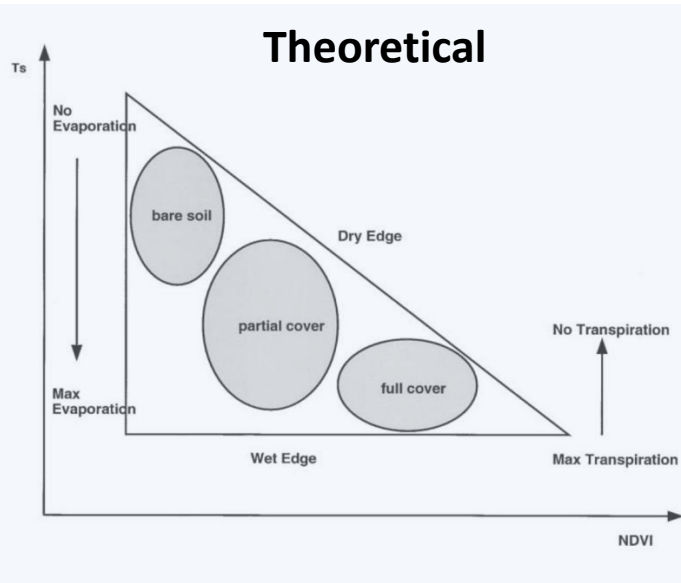 Theoretical
Ts
No
Evaporation
bare soil
Dry Edge
partial cover
No Transpiration
full cover
Max
Evaporation
Wet Edge
Max Transpiration
NDVI